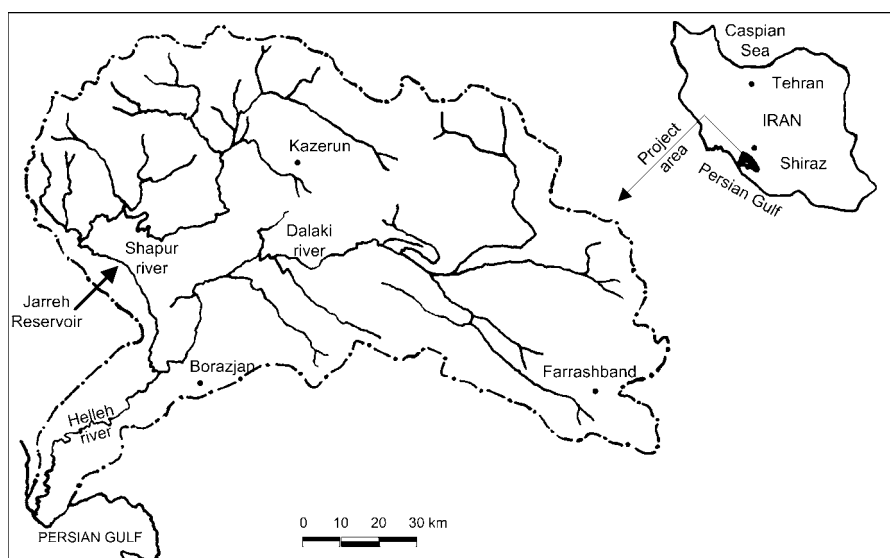 Caspian
Sea
Tehran
IRAN
Shiraz
Persian Gulf
Project
area
Kazerun
Dalaki
river
Shapur
river
Jarreh
Reservoir
Borazjan
Farrashband
Helleh
river
PERSIAN GULF
0 10 20 30 km